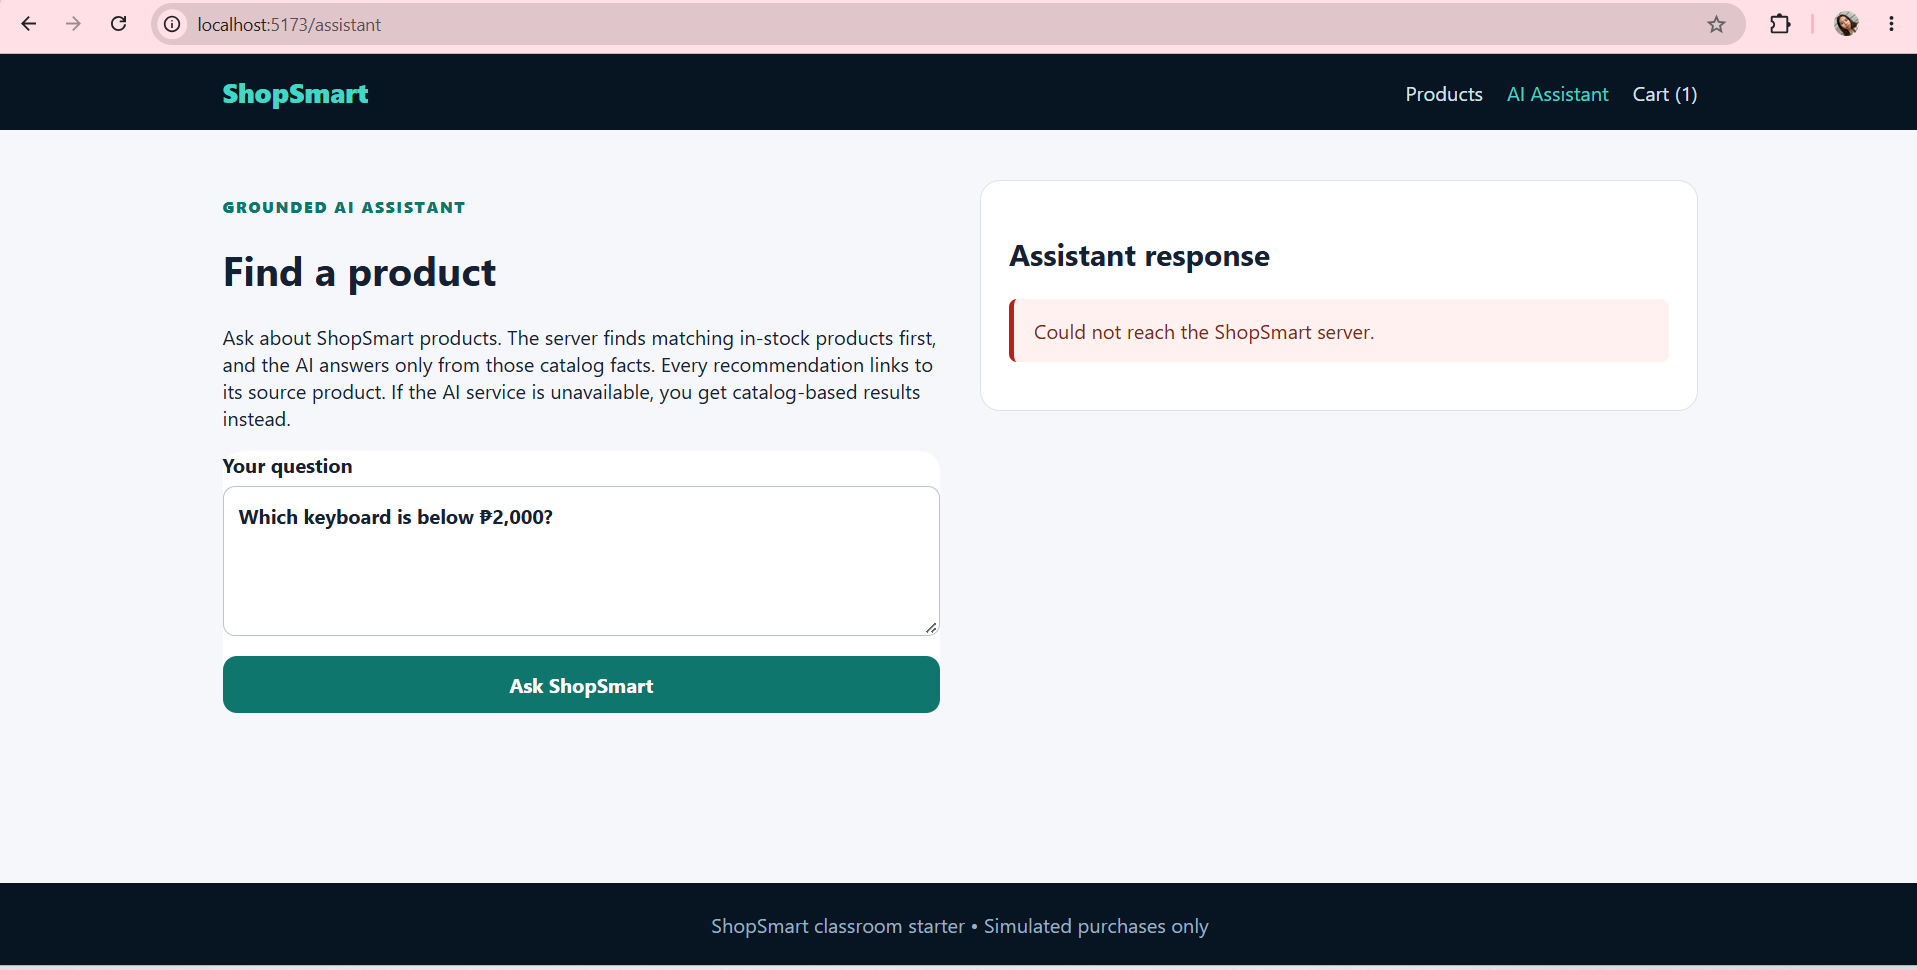 localhost:5173/assistant
ShopSmart
Products AI Assistant Cart (1)
GROUNDED AI ASSISTANT
Find a product
Ask about ShopSmart products. The server finds matching in-stock products first,
and the AI answers only from those catalog facts. Every recommendation links to
its source product. If the AI service is unavailable, you get catalog-based results
instead.
Your question
Which keyboard is below ₱2,000?
Ask ShopSmart
Assistant response
Could not reach the ShopSmart server.
ShopSmart classroom starter • Simulated purchases only